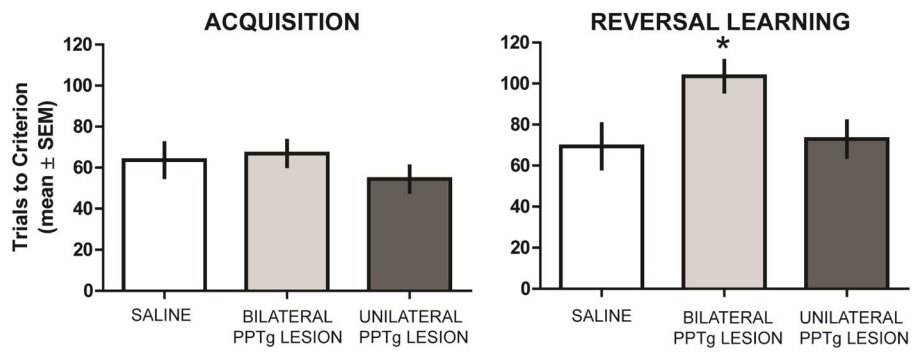 ACQUISITION
Trials to Criterion
(mean ± SEM)
120
100
80
60
40
20
0
SALINE
BILATERAL
PPTg LESION
UNILATERAL
PPTg LESION
REVERSAL LEARNING
120
100
80
60
40
20
0
*
SALINE
BILATERAL
PPTg LESION
UNILATERAL
PPTg LESION